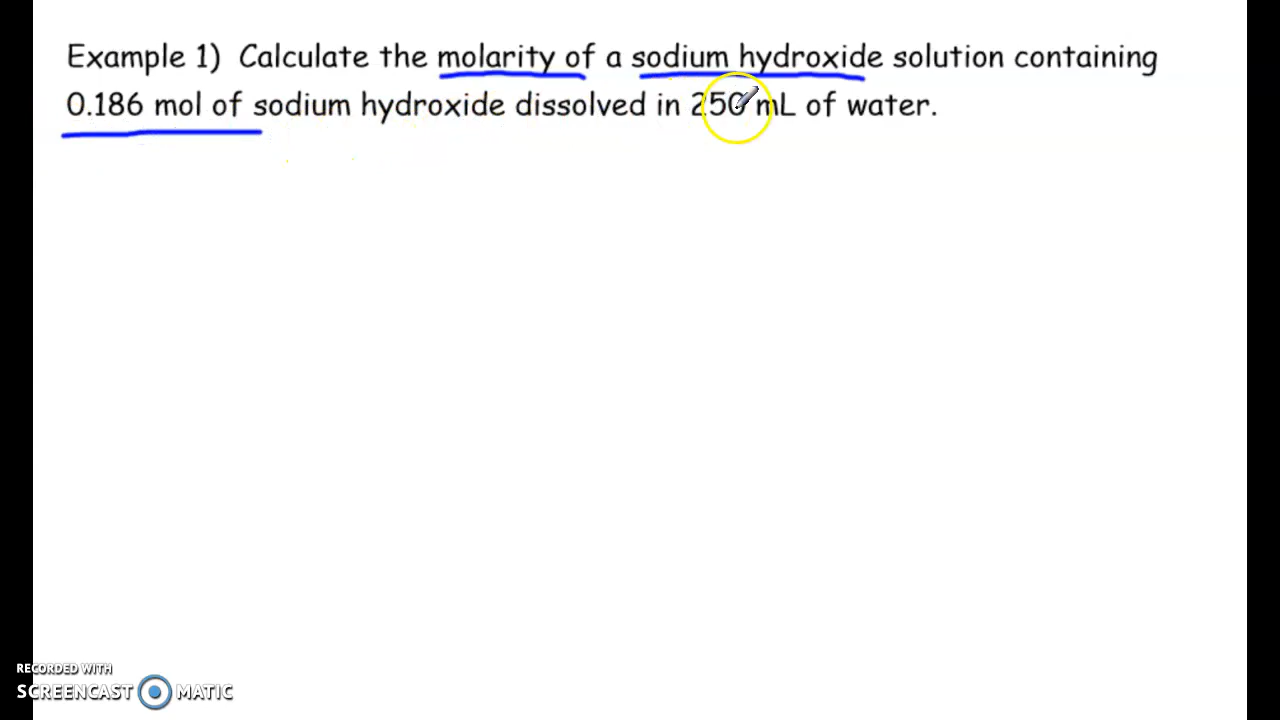 Example 1) Calculate the molarity of a sodium hydroxide solution containing
0.186 mol of sodium hydroxide dissolved in 250 mL of water.
RECORDED WITH
SCREENCAST MATIC